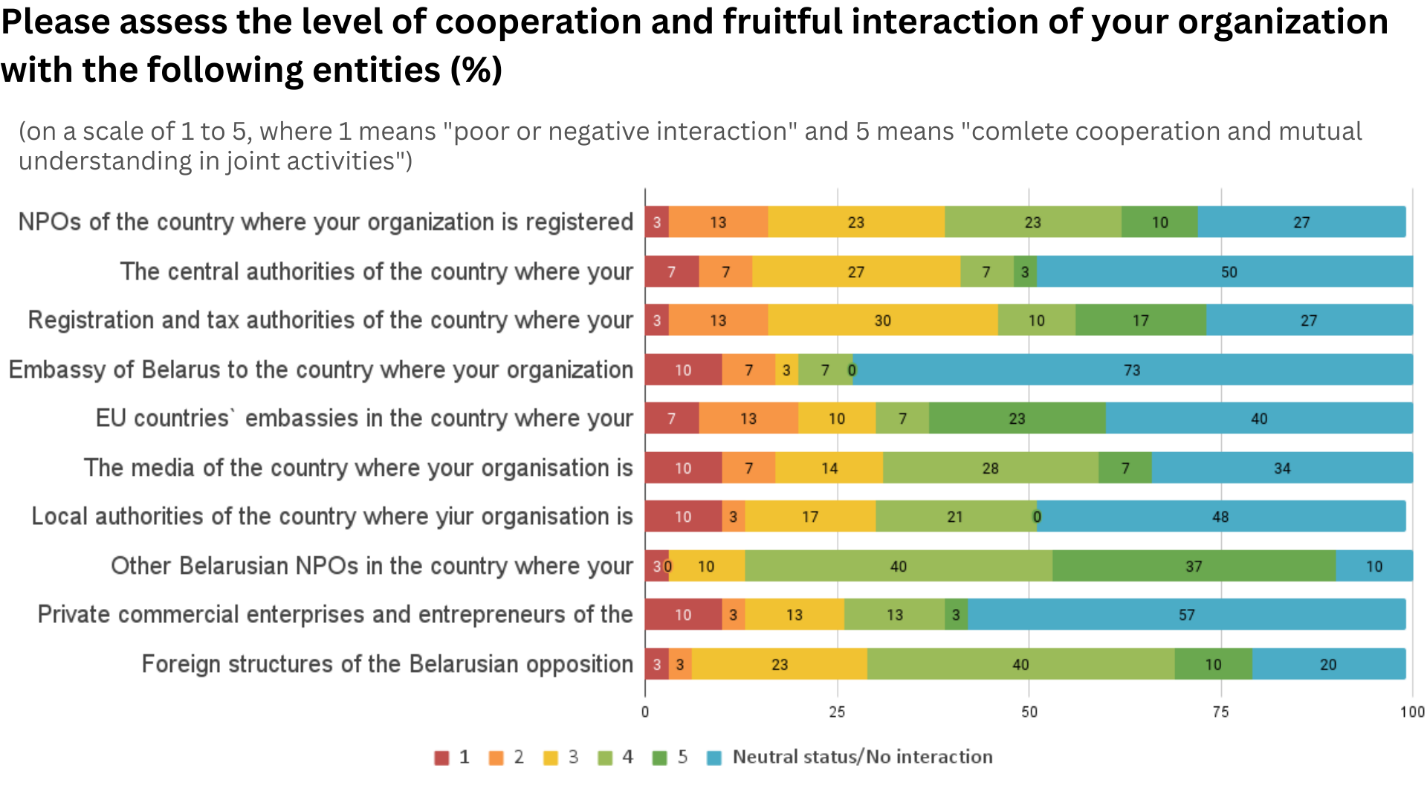 Please assess the level of cooperation and fruitful interaction of your organization
with the following entities (%)
(on a scale of 1 to 5, where 1 means "poor or negative interaction" and 5 means "comlete cooperation and mutual
understanding in joint activities")
NPOs of the country where your organization is registered 3 13 23 23 10 27
The central authorities of the country where your 7 7 27 7 3 50
Registration and tax authorities of the country where your 3 13 30 10 17 27
Embassy of Belarus to the country where your organization 10 7 3 7 0 73
EU countries` embassies in the country where your 7 13 10 7 23 40
The media of the country where your organisation is 10 7 14 28 7 34
Local authorities of the country where yiur organisation is 10 3 17 21 0 48
Other Belarusian NPOs in the country where your 3 0 10 40 37 10
Private commercial enterprises and entrepreneurs of the 10 3 13 13 3 57
Foreign structures of the Belarusian opposition 3 3 23 40 10 20
0 25 50 75 100
1 2 3 4 5 Neutral status/No interaction